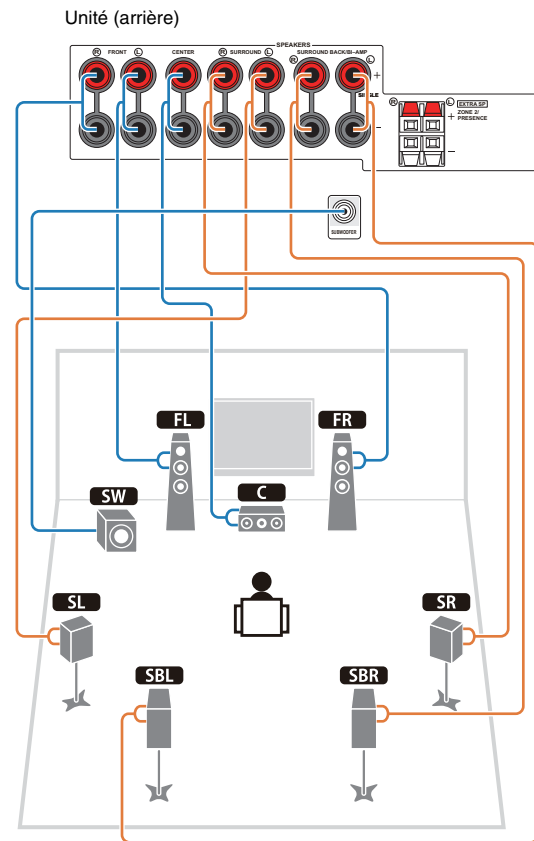 Unité (arrière)
SPEAKERS
R FRONT L CENTER R SURROUND L SURROUND BACK/BI-AMP
R L
+
SINGLE
–
R L EXTRA SP
ZONE 2/
PRESENCE
+
–
SUBWOOFER
FL FR
SW C
SL SR
SBL SBR